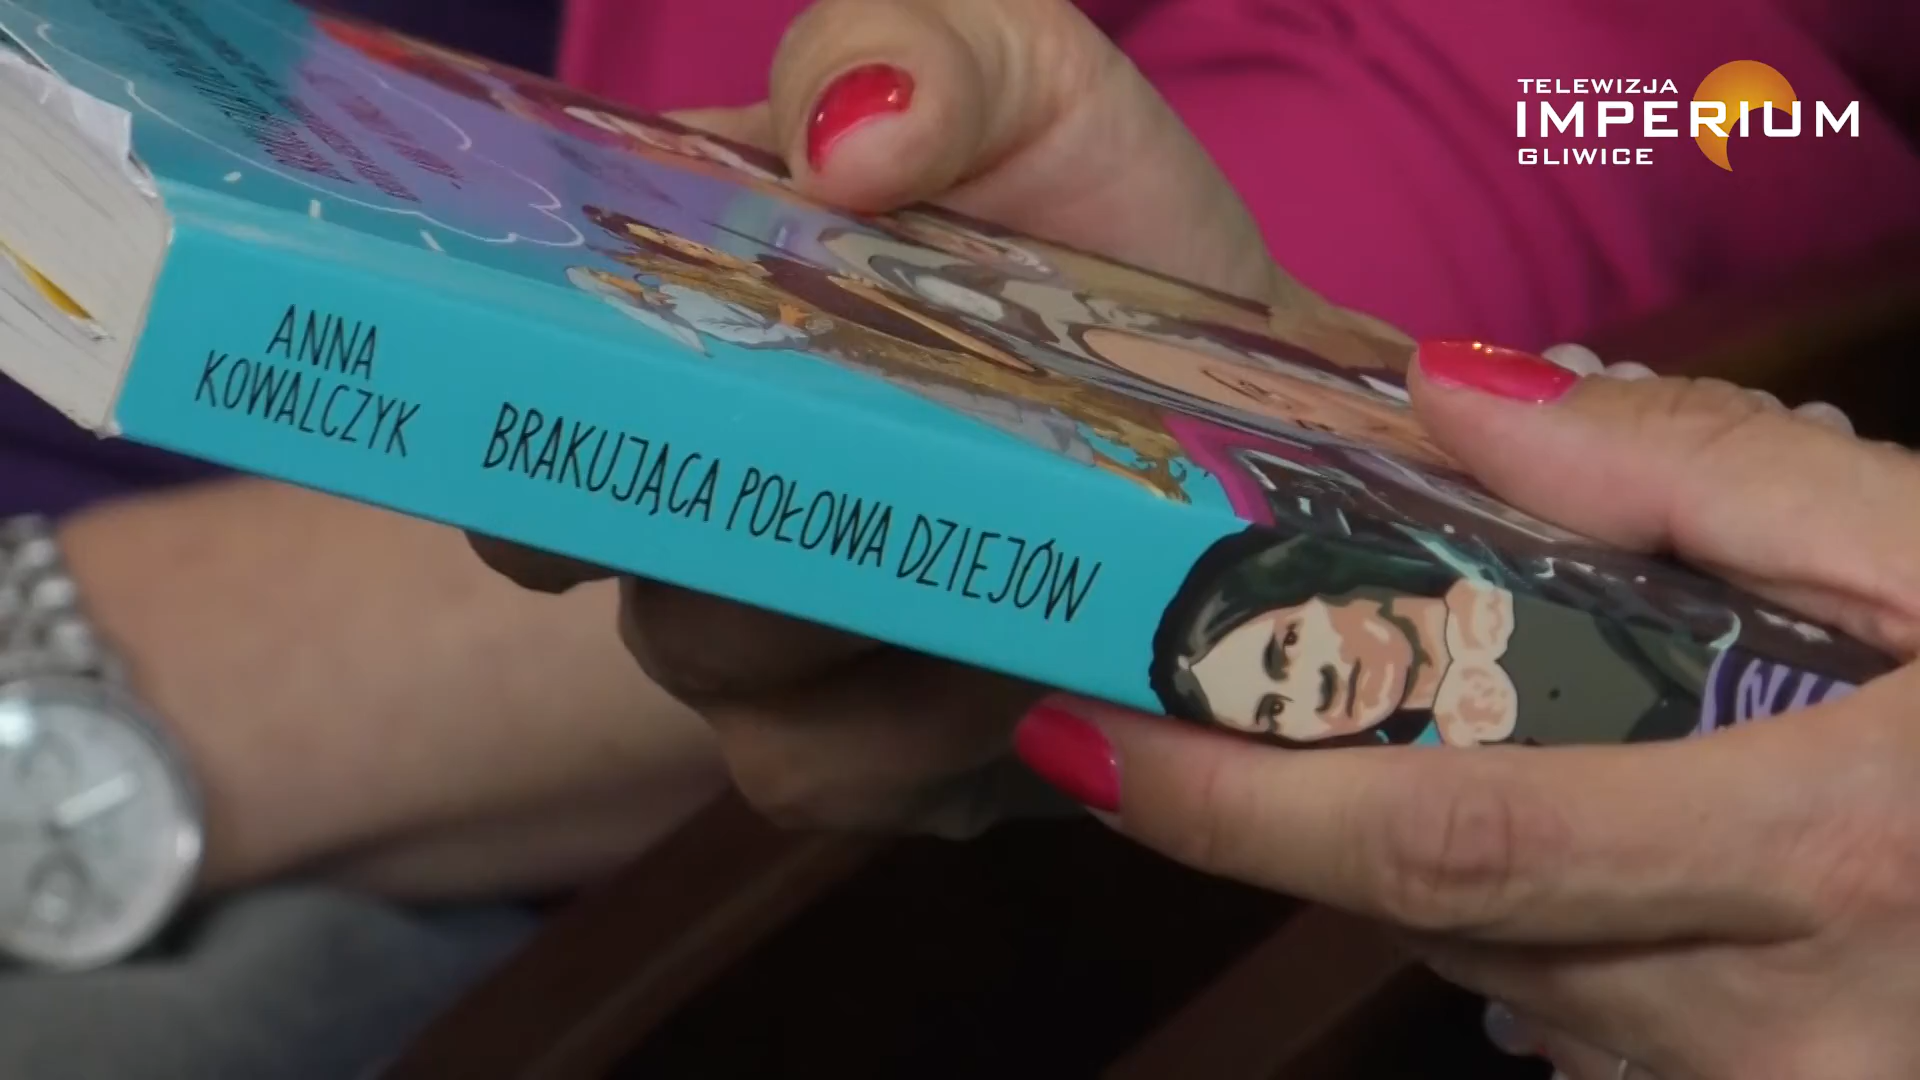 TELEWIZJA
IMPERIUM
GLIWICE
ANNA
KOWALCZYK
BRAKUJĄCA POŁOWA DZIEJÓW